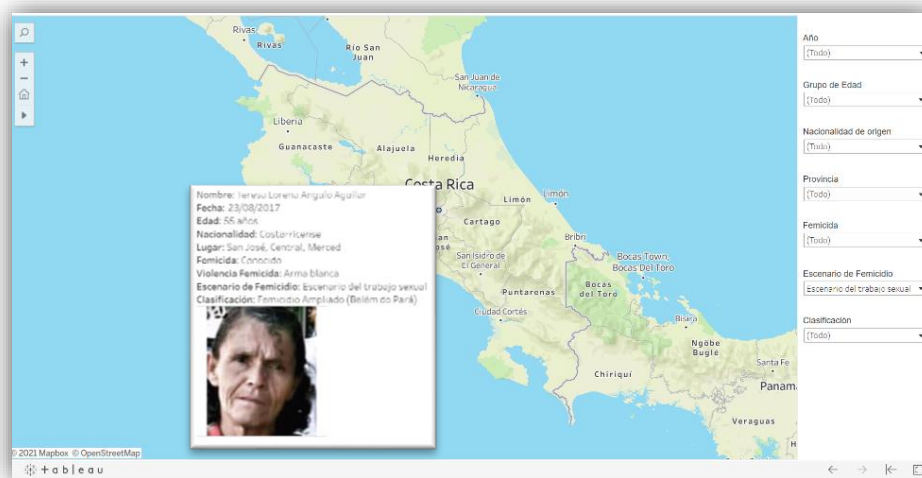 Rivas
Rivas
Río San
Juan
San Juan de
Nicaragua
Liberia
Guanacaste
Alajuela
Heredia
Costa Rica
Limón
Limón
Cartago
San Isidro de
El General
Bribri
Bocas Town,
Bocas Del Toro
Bocas
del Toro
Puntarenas
Ciudad Cortés
Bisira
Ngöbe
Buglé
Santa Fe
Chiriquí
Panam
Veraguas
Nombre: Teresa Lorena Angulo Aguilar
Fecha: 23/08/2017
Edad: 55 años
Nacionalidad: Costarricense
Lugar: San José, Central, Merced
Femicida: Conocido
Violencia Femicida: Arma blanca
Escenario de Femicidio: Escenario del trabajo sexual
Clasificación: Femicidio Ampliado (Belém do Pará)
Año
(Todo)
Grupo de Edad
(Todo)
Nacionalidad de origen
(Todo)
Provincia
(Todo)
Femicida
(Todo)
Escenario de Femicidio
Escenario del trabajo sexual
Clasificación
(Todo)
© 2021 Mapbox © OpenStreetMap
+ableau